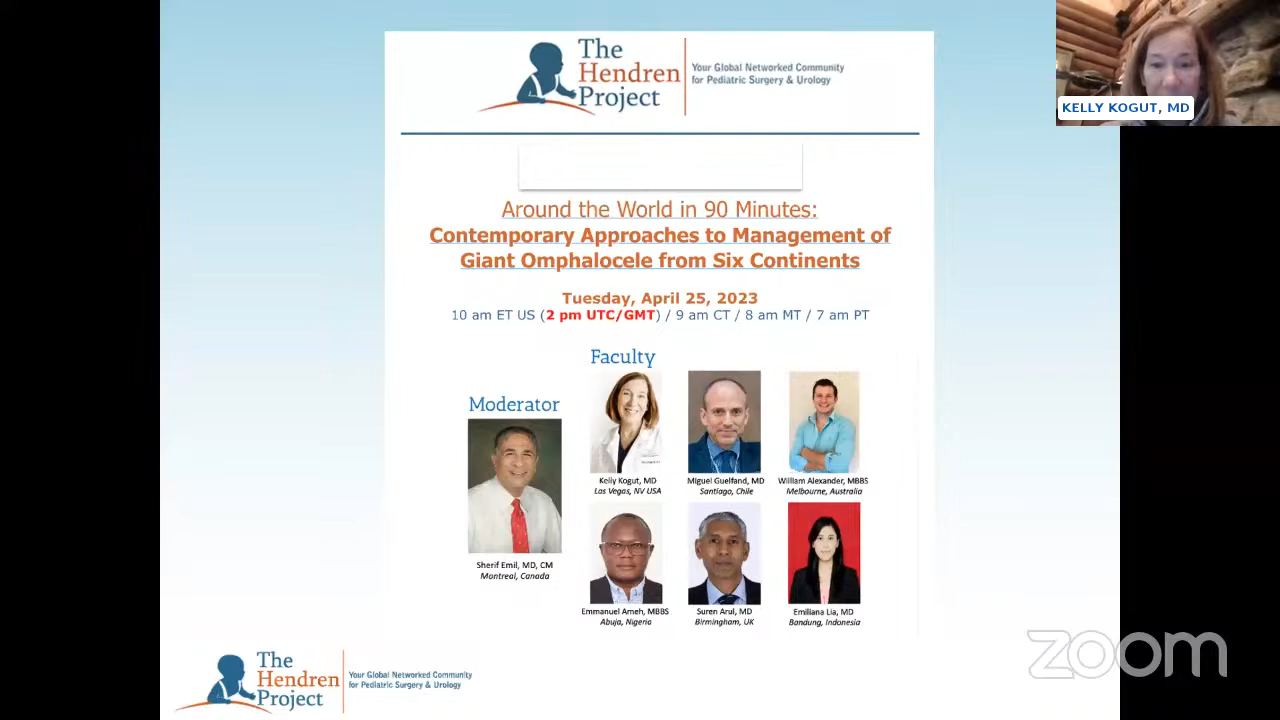 The
Hendren
Project
Your Global Networked Community
for Pediatric Surgery & Urology
KELLY KOGUT, MD
Around the World in 90 Minutes:
Contemporary Approaches to Management of
Giant Omphalocele from Six Continents
Tuesday, April 25, 2023
10 am ET US (2 pm UTC/GMT) / 9 am CT / 8 am MT / 7 am PT
Faculty
Moderator
Kelly Kogut, MD
Las Vegas, NV USA
Miguel Guelfand, MD
Santiago, Chile
William Alexander, MBBS
Melbourne, Australia
Sherif Emil, MD, CM
Montreal, Canada
Emmanuel Ameh, MBBS
Abuja, Nigeria
Suren Arul, MD
Birmingham, UK
Emiliana Lia, MD
Bandung, Indonesia
The
Hendren
Project
Your Global Networked Community
for Pediatric Surgery & Urology
zoom